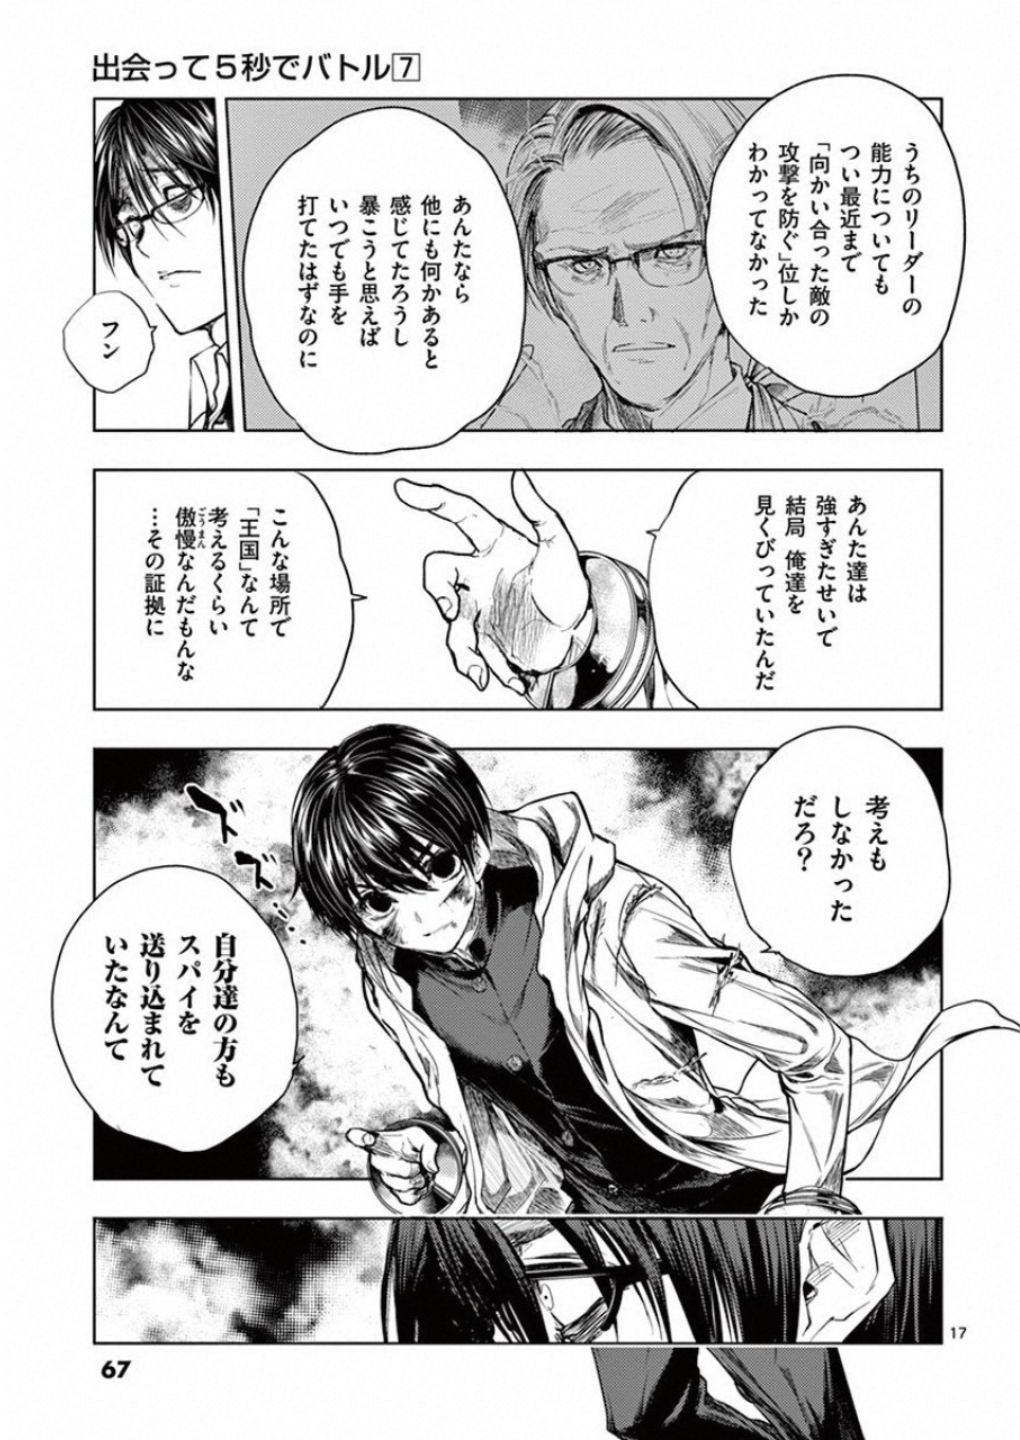 出会って5秒でバトル7
うちのリーダーの
能力についても
つい最近まで
「向かい合った敵の
攻撃を防ぐ」位しか
わかってなかった
あんたなら
他にも何かあると
感じてたろうし
暴こうと思えば
いつでも手を
打てたはずなのに
フン
あんた達は
強すぎたせいで
結局 俺達を
見くびっていたんだ
こんな場所で
「王国」なんて
考えるくらい
傲慢なんだもんな
ごうまん
…その証拠に
考えも
しなかった
だろ?
ドドド
自分達の方も
スパイを
送り込まれて
いたなんて
17
67